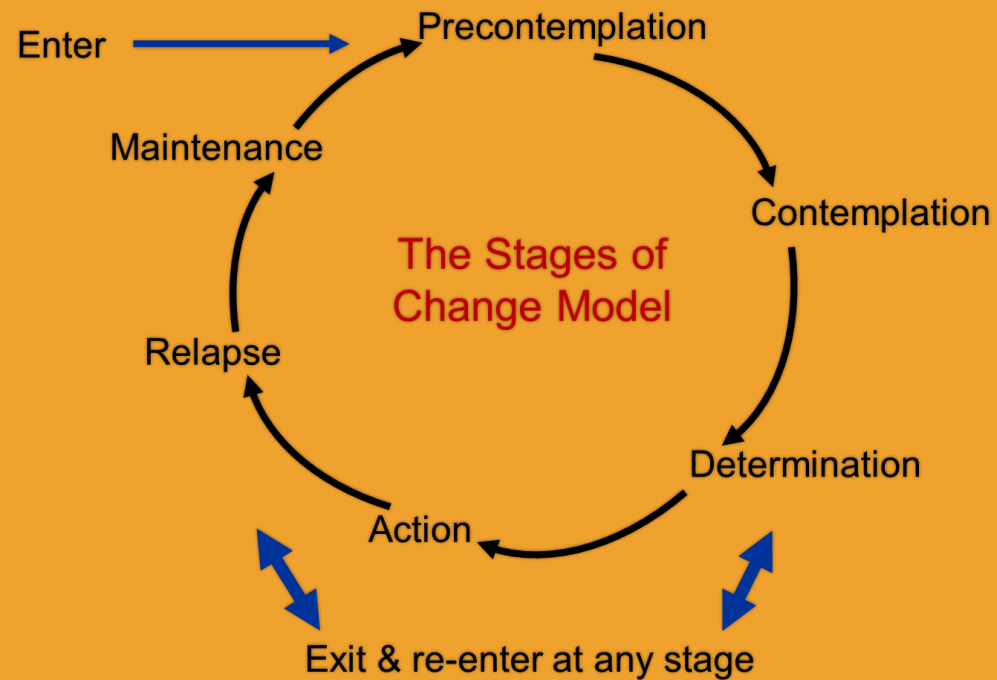 Enter
Precontemplation
Maintenance
Contemplation
The Stages of
Change Model
Relapse
Determination
Action
Exit & re-enter at any stage